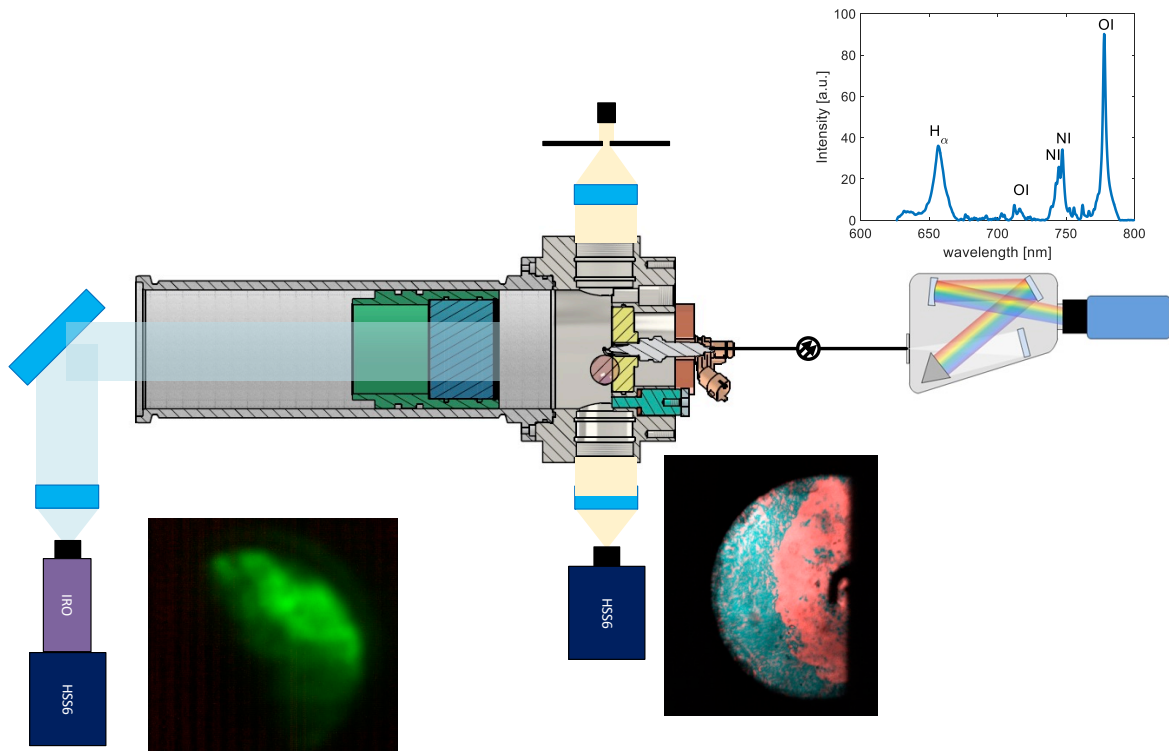 100
80
60
40
20
0
Intensity [a.u.]
OI
H α
NI
NI
OI
600
650
700
750
800
wavelength [nm]
IRO
HSS6
HSS6